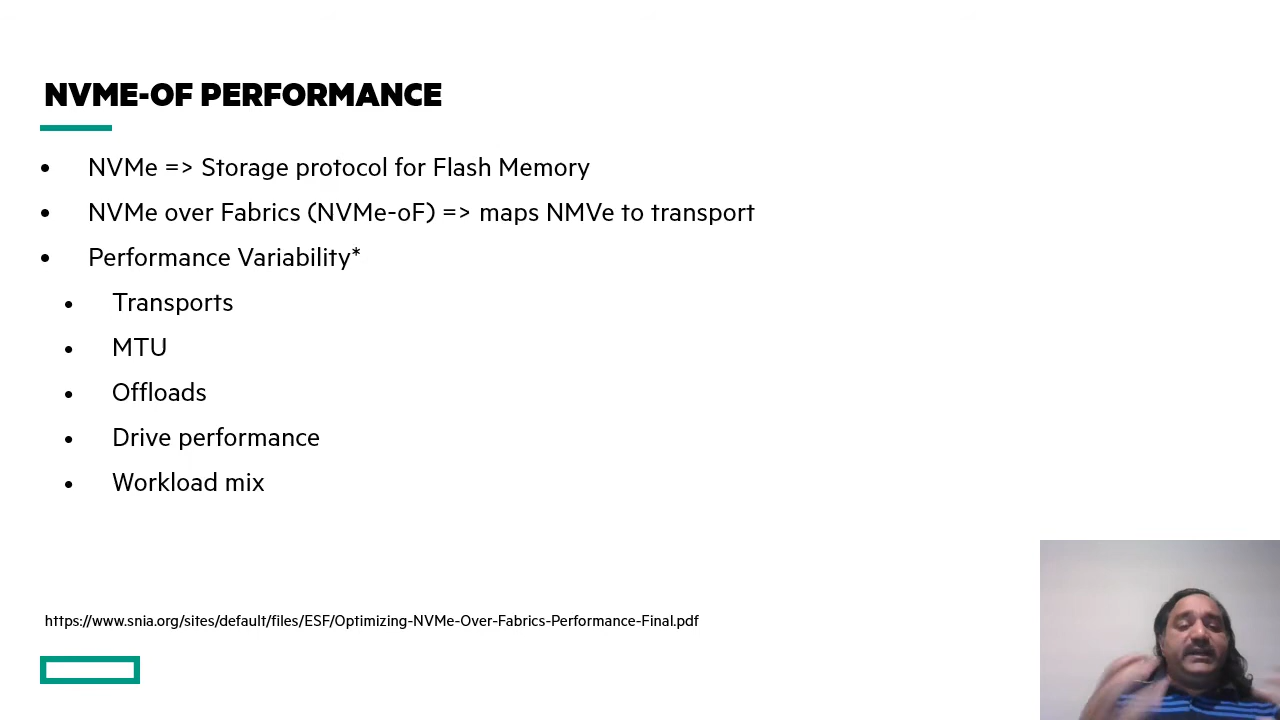 NVME-OF PERFORMANCE
• NVMe => Storage protocol for Flash Memory
• NVMe over Fabrics (NVMe-oF) => maps NMVe to transport
• Performance Variability*
• Transports
• MTU
• Offloads
• Drive performance
• Workload mix
https://www.snia.org/sites/default/files/ESF/Optimizing-NVMe-Over-Fabrics-Performance-Final.pdf